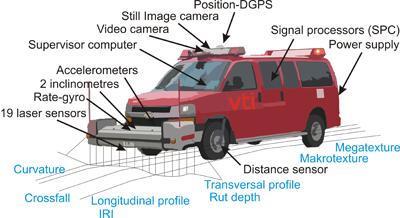 Position-DGPS
Still Image camera
Video camera
Supervisor computer
Signal processors (SPC)
Power supply
Accelerometers
2 inclinometres
Rate-gyro
19 laser sensors
vti
Distance sensor
Megatexture
Makrotexture
Curvature
Crossfall
Longitudinal profile
IRI
Transversal profile
Rut depth